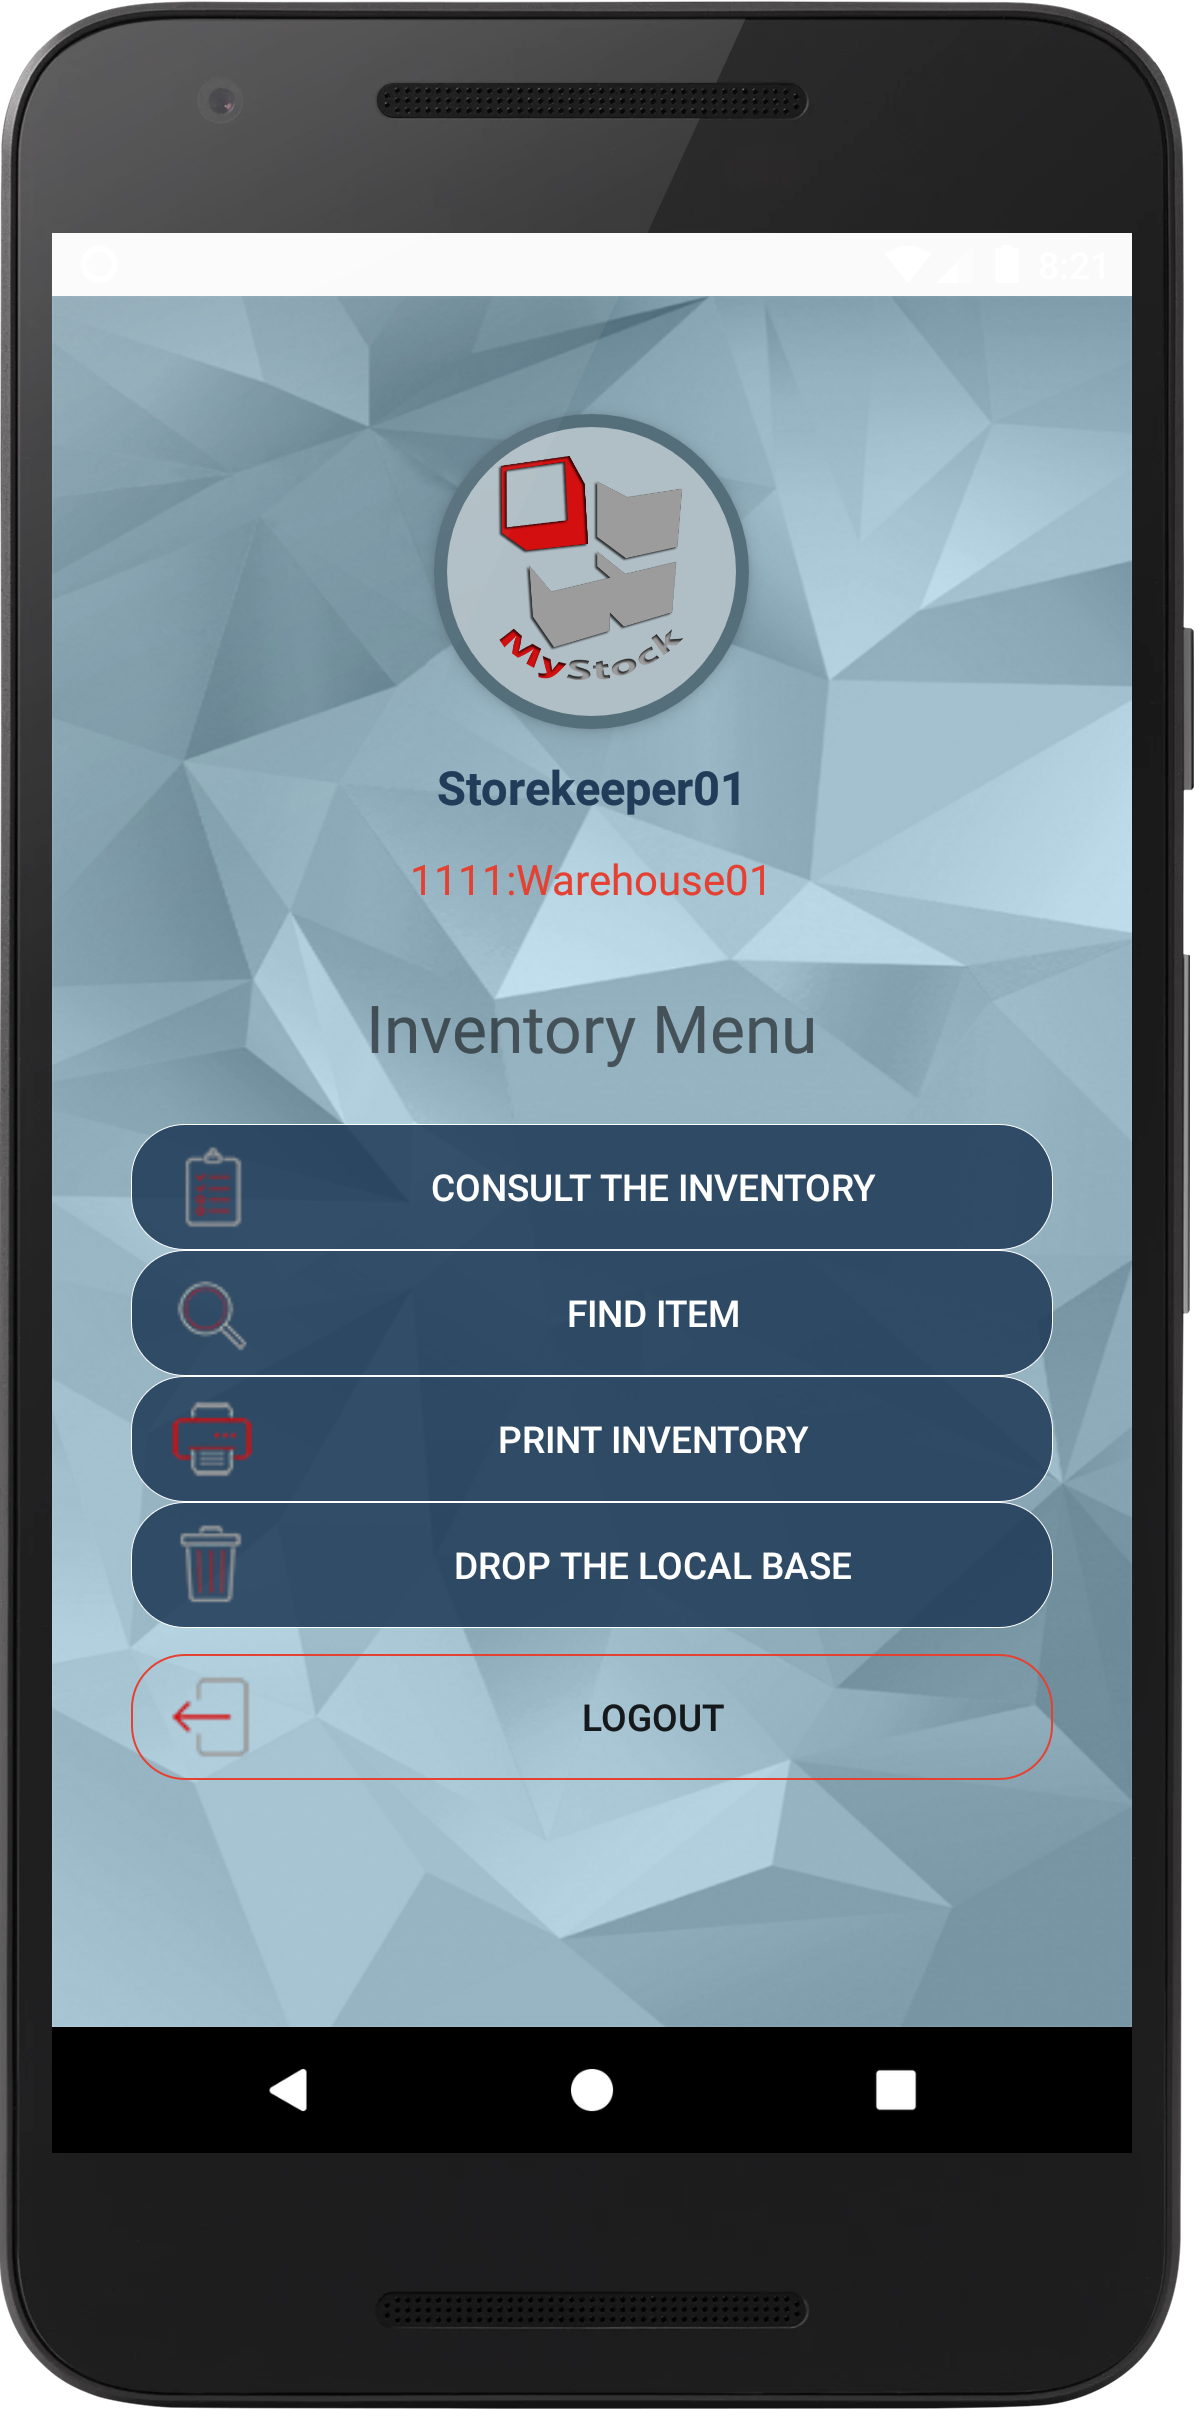 8:21
MyStock
Storekeeper01
1111:Warehouse01
Inventory Menu
CONSULT THE INVENTORY
FIND ITEM
PRINT INVENTORY
DROP THE LOCAL BASE
LOGOUT